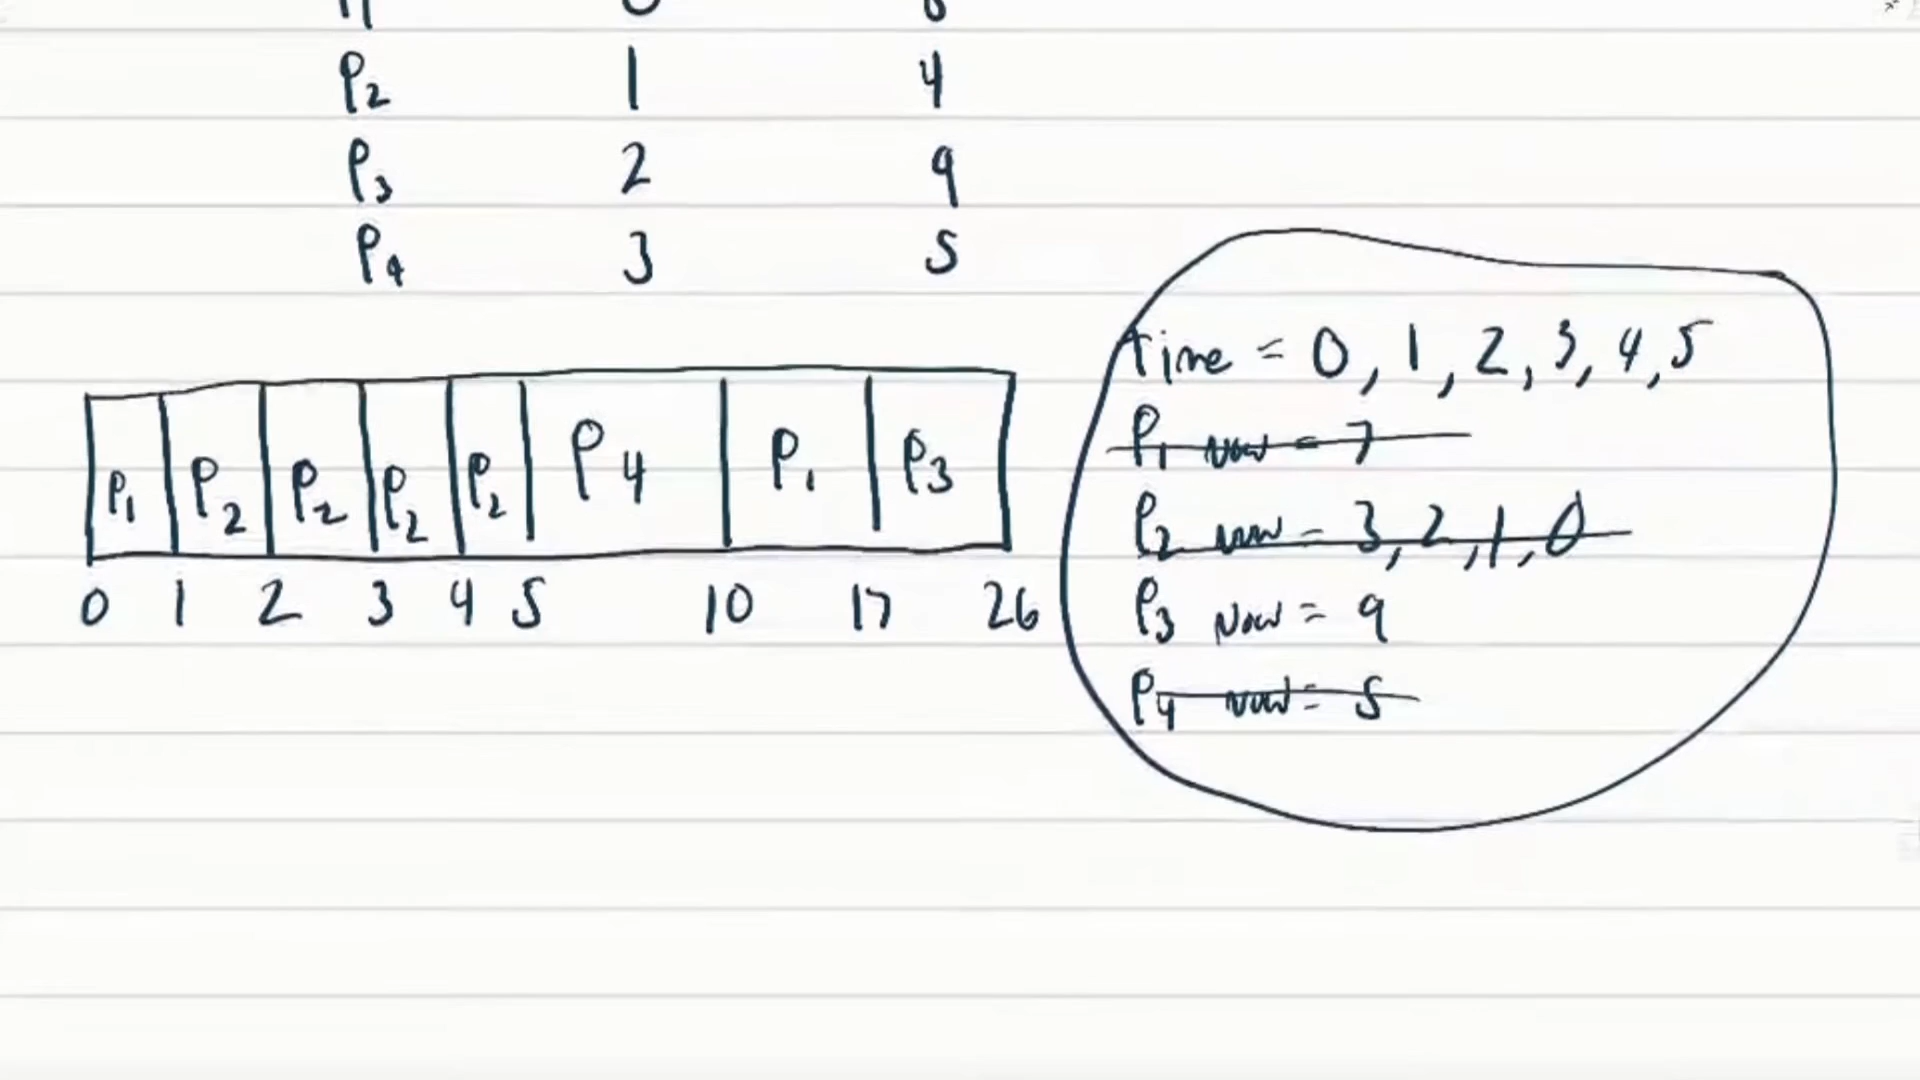 P2 1 4
P3 2 9
P4 3 5
time = 0, 1, 2, 3, 4, 5
P1 now = 7
P2 now = 3, 2, 1, 0
P3 now = 9
P4 now = 5
P1 P2 P2 P2 P2 P4 P1 P3
0 1 2 3 4 5 10 17 26